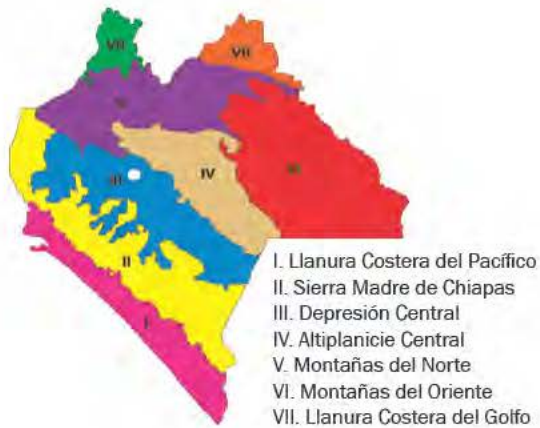 VII
VII
V
III
IV
VI
II
I
I. Llanura Costera del Pacífico
II. Sierra Madre de Chiapas
III. Depresión Central
IV. Altiplanicie Central
V. Montañas del Norte
VI. Montañas del Oriente
VII. Llanura Costera del Golfo